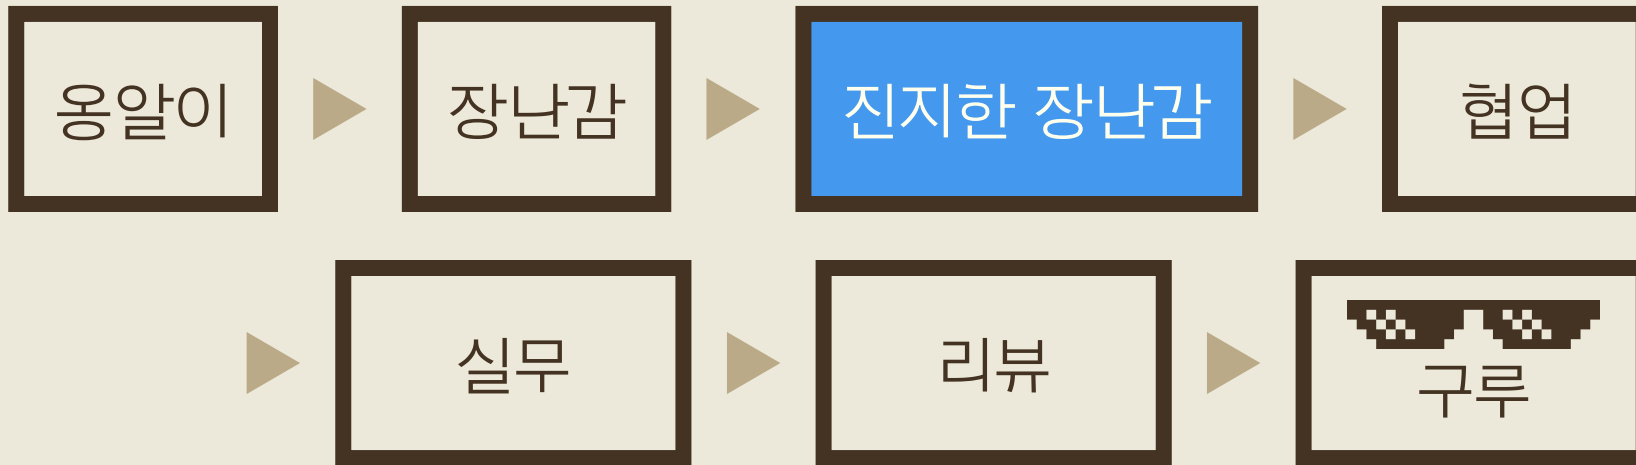 옹알이
장난감
진지한 장난감
협업
실무
리뷰
구루